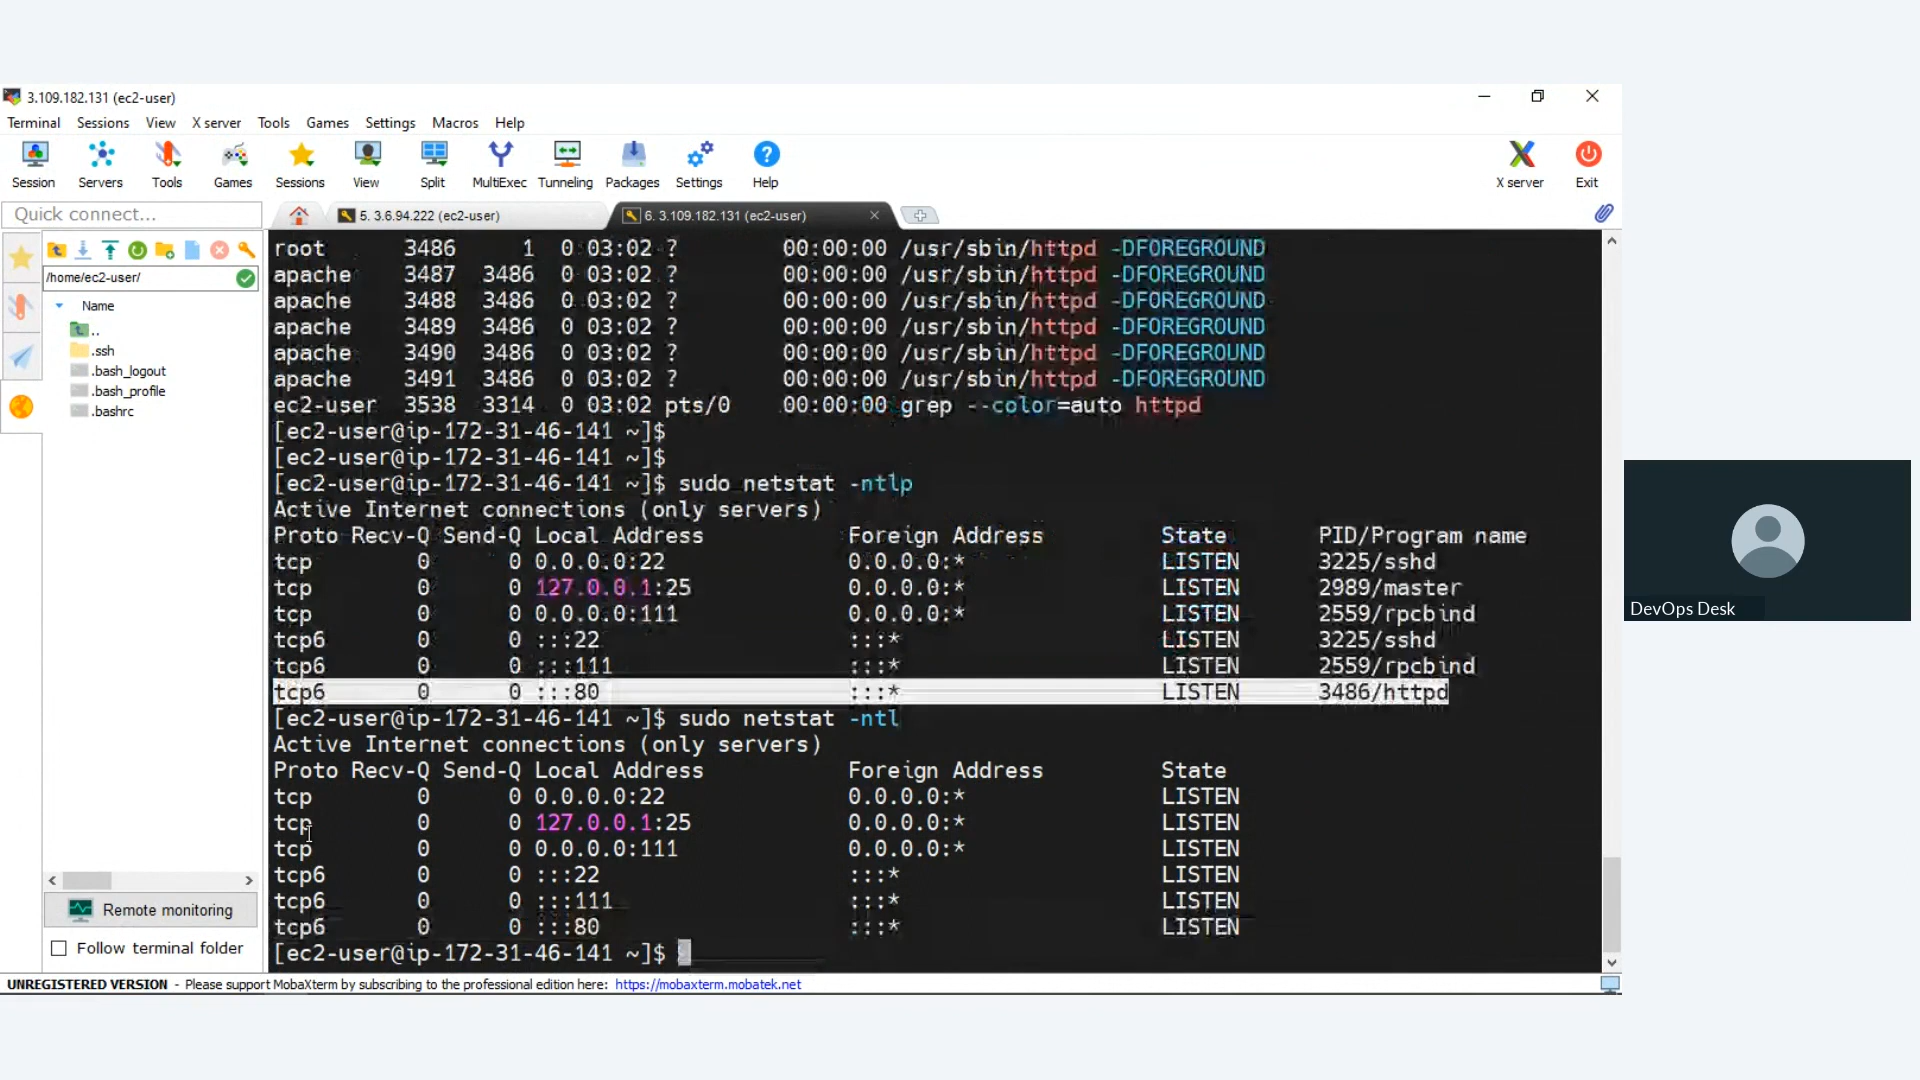 3.109.182.131 (ec2-user)
Terminal Sessions View X server Tools Games Settings Macros Help
Session Servers Tools Games Sessions View Split MultiExec Tunneling Packages Settings Help X server Exit
Quick connect...
5. 3.6.94.222 (ec2-user)
6. 3.109.182.131 (ec2-user)
/home/ec2-user/
Name
..
.ssh
.bash_logout
.bash_profile
.bashrc
Remote monitoring
Follow terminal folder
root 3486 1 0 03:02 ? 00:00:00 /usr/sbin/httpd -DFOREGROUND
apache 3487 3486 0 03:02 ? 00:00:00 /usr/sbin/httpd -DFOREGROUND
apache 3488 3486 0 03:02 ? 00:00:00 /usr/sbin/httpd -DFOREGROUND
apache 3489 3486 0 03:02 ? 00:00:00 /usr/sbin/httpd -DFOREGROUND
apache 3490 3486 0 03:02 ? 00:00:00 /usr/sbin/httpd -DFOREGROUND
apache 3491 3486 0 03:02 ? 00:00:00 /usr/sbin/httpd -DFOREGROUND
ec2-user 3538 3314 0 03:02 pts/0 00:00:00 grep --color=auto httpd
[ec2-user@ip-172-31-46-141 ~]$
[ec2-user@ip-172-31-46-141 ~]$
[ec2-user@ip-172-31-46-141 ~]$ sudo netstat -ntlp
Active Internet connections (only servers)
Proto Recv-Q Send-Q Local Address Foreign Address State PID/Program name
tcp 0 0 0.0.0.0:22 0.0.0.0:* LISTEN 3225/sshd
tcp 0 0 127.0.0.1:25 0.0.0.0:* LISTEN 2989/master
tcp 0 0 0.0.0.0:111 0.0.0.0:* LISTEN 2559/rpcbind
tcp6 0 0 :::22 :::* LISTEN 3225/sshd
tcp6 0 0 :::111 :::* LISTEN 2559/rpcbind
tcp6 0 0 :::80 :::* LISTEN 3486/httpd
[ec2-user@ip-172-31-46-141 ~]$ sudo netstat -ntl
Active Internet connections (only servers)
Proto Recv-Q Send-Q Local Address Foreign Address State
tcp 0 0 0.0.0.0:22 0.0.0.0:* LISTEN
tcp 0 0 127.0.0.1:25 0.0.0.0:* LISTEN
tcp 0 0 0.0.0.0:111 0.0.0.0:* LISTEN
tcp6 0 0 :::22 :::* LISTEN
tcp6 0 0 :::111 :::* LISTEN
tcp6 0 0 :::80 :::* LISTEN
[ec2-user@ip-172-31-46-141 ~]$
UNREGISTERED VERSION - Please support MobaXterm by subscribing to the professional edition here: https://mobaxterm.mobatek.net
DevOps Desk